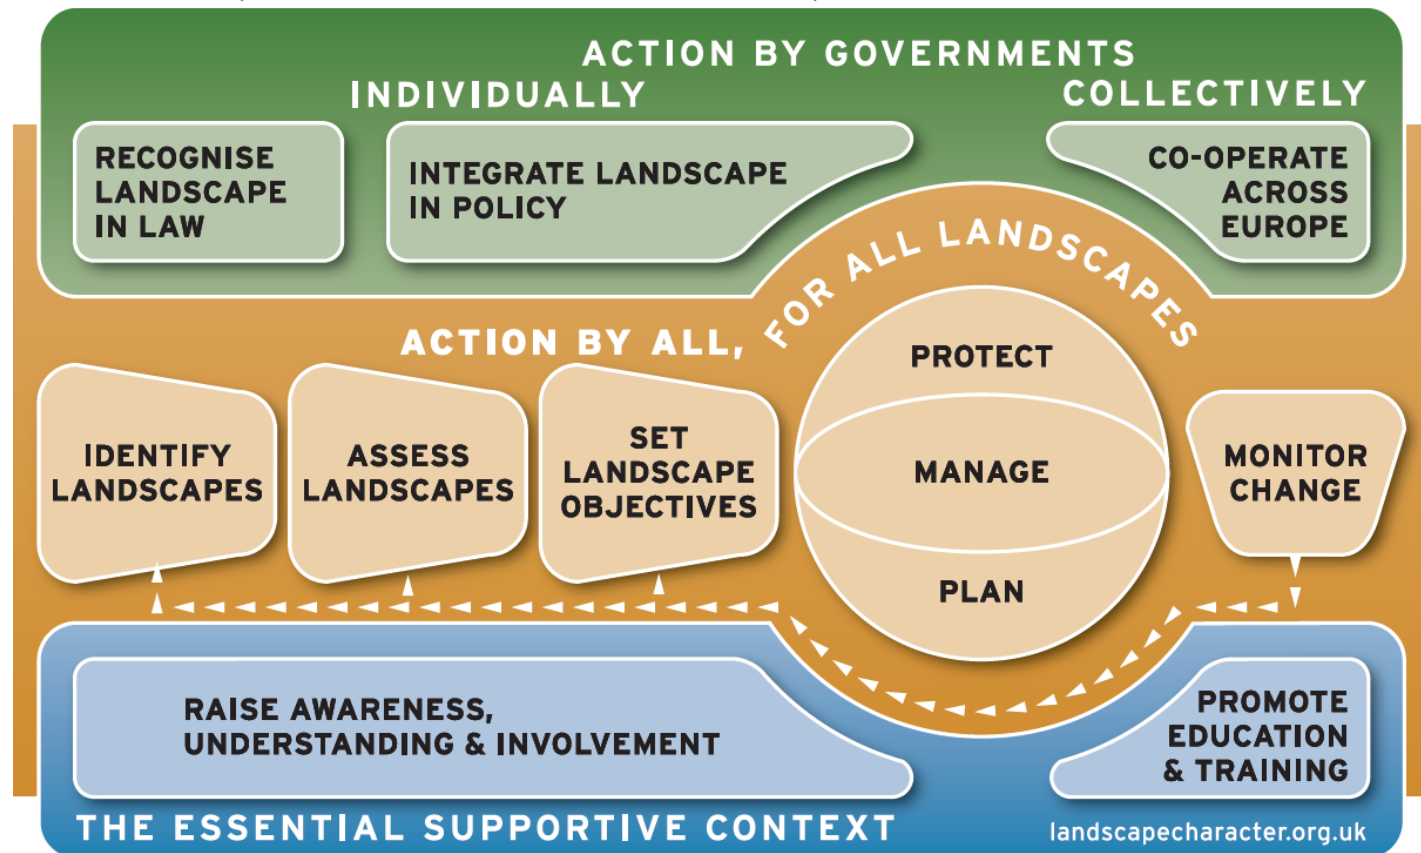 ACTION BY GOVERNMENTS
INDIVIDUALLY
COLLECTIVELY
RECOGNISE
LANDSCAPE
IN LAW
INTEGRATE LANDSCAPE
IN POLICY
CO-OPERATE
ACROSS
EUROPE
ACTION BY ALL,
FOR ALL LANDSCAPES
IDENTIFY
LANDSCAPES
ASSESS
LANDSCAPES
SET
LANDSCAPE
OBJECTIVES
PROTECT
MANAGE
PLAN
MONITOR
CHANGE
RAISE AWARENESS,
UNDERSTANDING & INVOLVEMENT
PROMOTE
EDUCATION
& TRAINING
THE ESSENTIAL SUPPORTIVE CONTEXT
landscapecharacter.org.uk